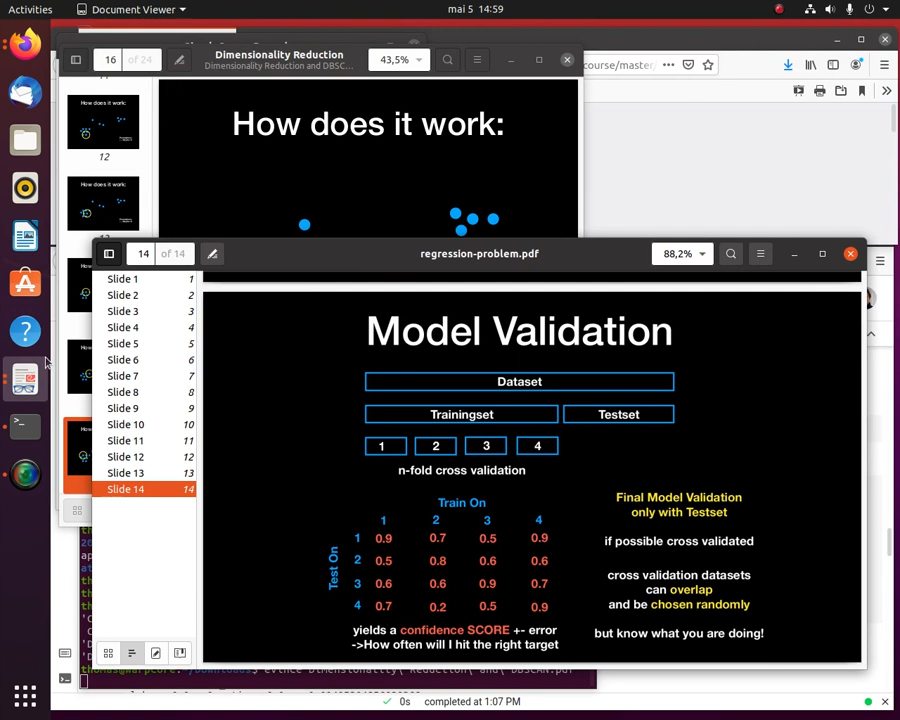 Activities
Document Viewer
mai 5 14:59
16
of 24
Dimensionality Reduction
Dimensionality Reduction and DBSC...
43,5%
course/master/
How does it work:
12
How does it work:
How does it work:
14
of 14
regression-problem.pdf
88,2%
Slide 1 1
Slide 2 2
Slide 3 3
Slide 4 4
Slide 5 5
Slide 6 6
Slide 7 7
Slide 8 8
Slide 9 9
Slide 10 10
Slide 11 11
Slide 12 12
Slide 13 13
Slide 14 14
Model Validation
Dataset
Trainingset Testset
1 2 3 4
n-fold cross validation
Train On
1 2 3 4
Test On
1 0.9 0.7 0.5 0.9
2 0.5 0.8 0.6 0.6
3 0.6 0.6 0.9 0.7
4 0.7 0.2 0.5 0.9
yields a confidence SCORE +- error
->How often will I hit the right target
Final Model Validation
only with Testset
if possible cross validated
cross validation datasets
can overlap
and be chosen randomly
but know what you are doing!
0s completed at 1:07 PM